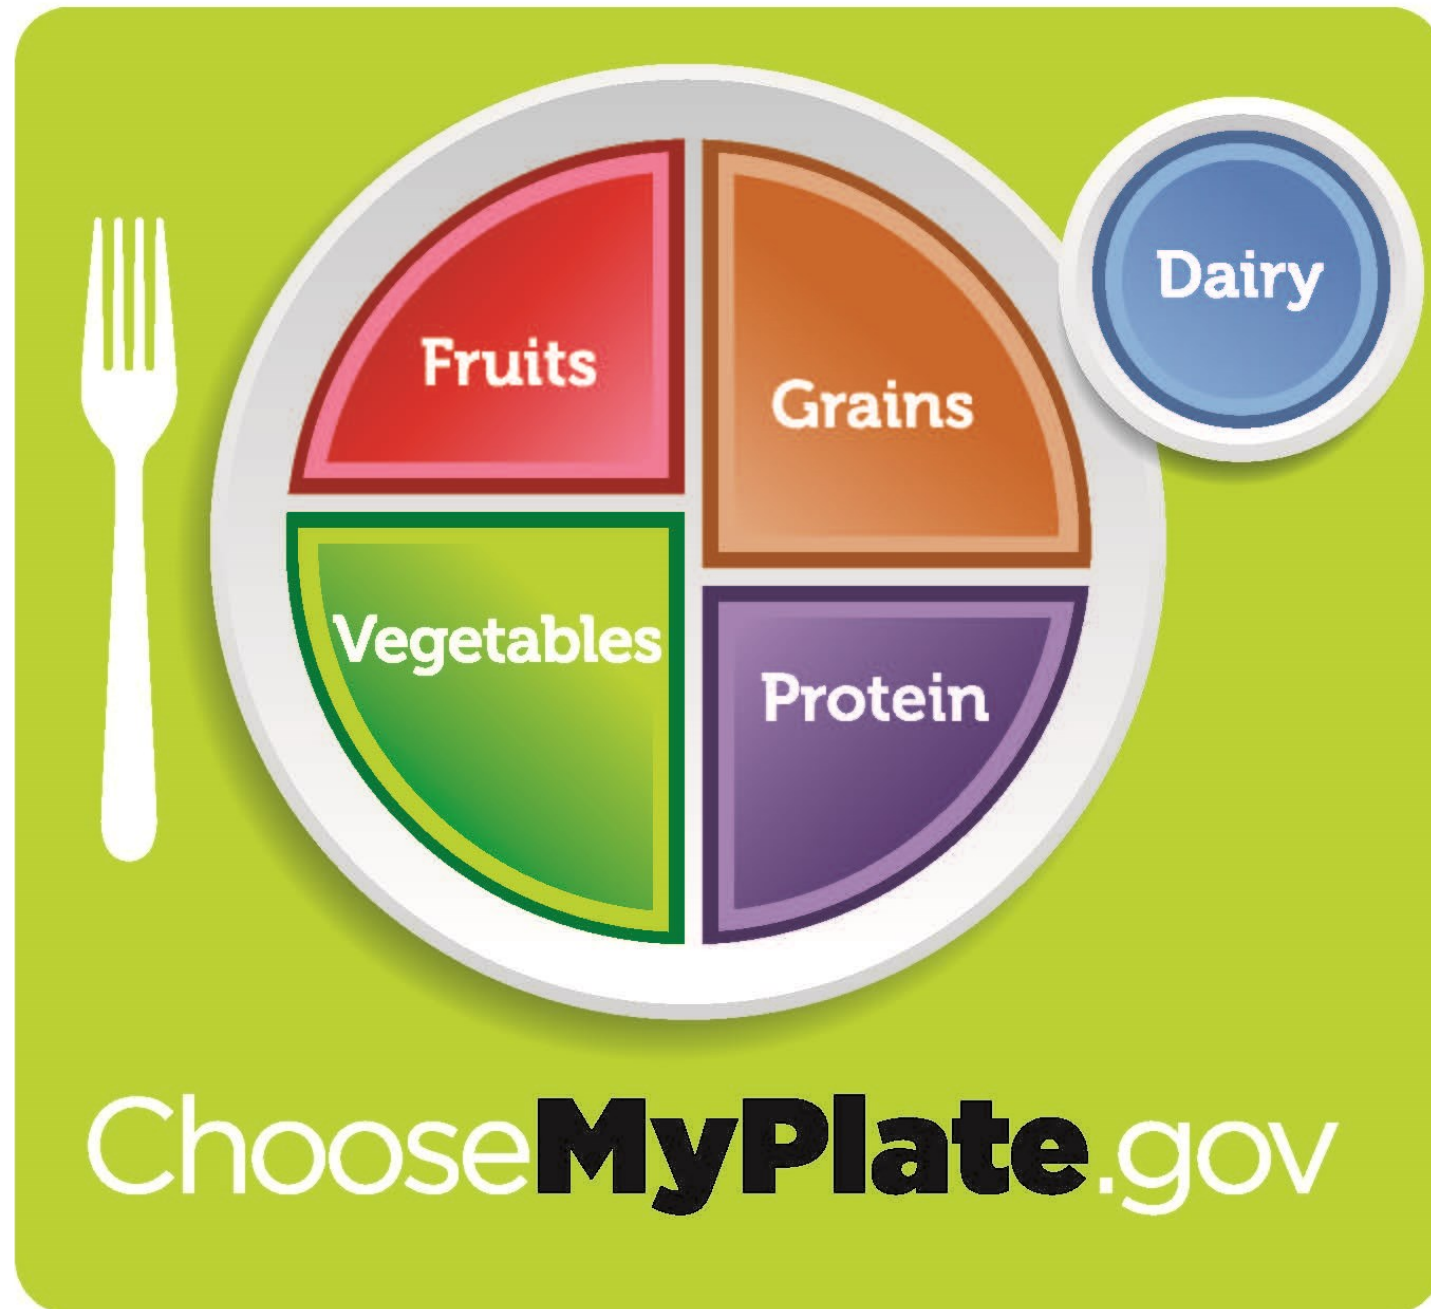 Fruits
Grains
Dairy
Vegetables
Protein
ChooseMyPlate.gov